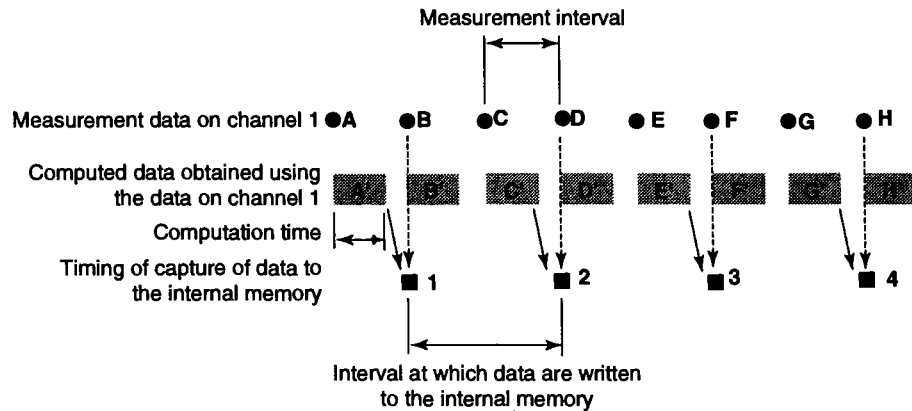 Measurement interval
Measurement data on channel 1 A B C D E F G H
Computed data obtained using
the data on channel 1
A' B' C' D' E' F' G' H'
Computation time
Timing of capture of data to
the internal memory
1 2 3 4
Interval at which data are written
to the internal memory